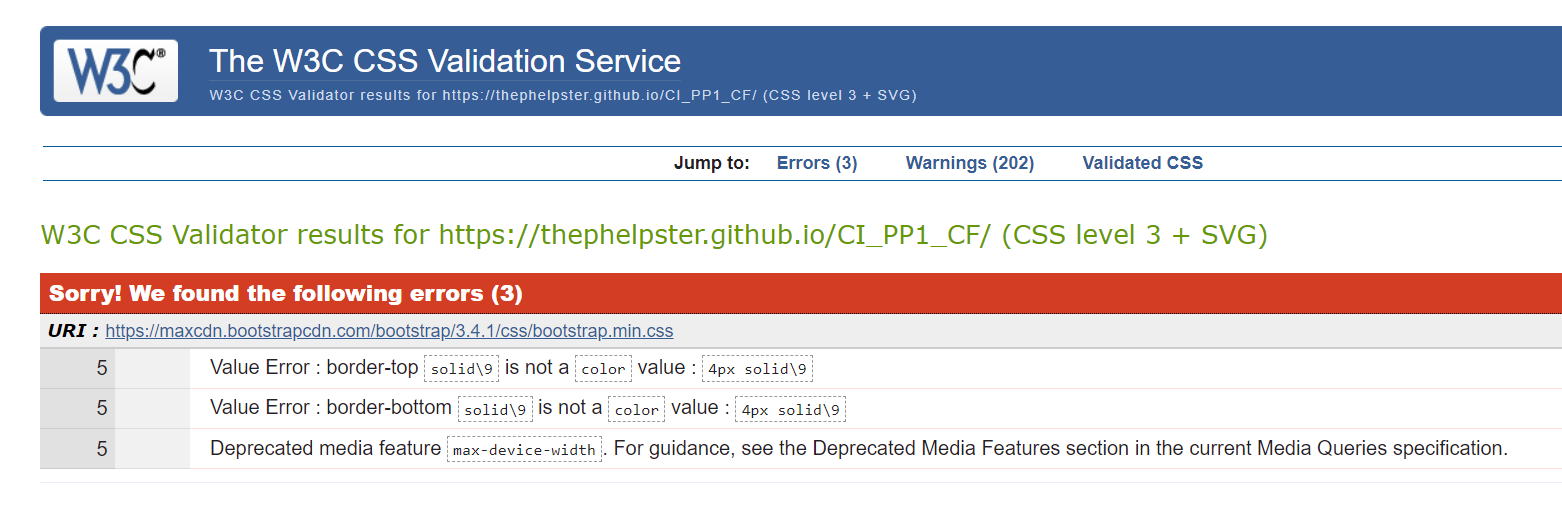 W3C®
The W3C CSS Validation Service
W3C CSS Validator results for https://thephelpster.github.io/CI_PP1_CF/ (CSS level 3 + SVG)
Jump to: Errors (3) Warnings (202) Validated CSS
W3C CSS Validator results for https://thephelpster.github.io/CI_PP1_CF/ (CSS level 3 + SVG)
Sorry! We found the following errors (3)
URI : https://maxcdn.bootstrapcdn.com/bootstrap/3.4.1/css/bootstrap.min.css
5 Value Error : border-top solid\9 is not a color value : 4px solid\9
5 Value Error : border-bottom solid\9 is not a color value : 4px solid\9
5 Deprecated media feature max-device-width. For guidance, see the Deprecated Media Features section in the current Media Queries specification.